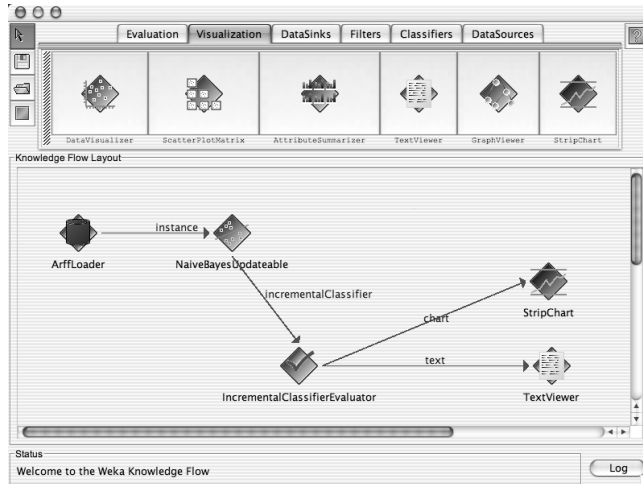 Evaluation Visualization DataSinks Filters Classifiers DataSources
?
DataVisualizer ScatterPlotMatrix AttributeSummarizer TextViewer GraphViewer StripChart
Knowledge Flow Layout
instance
ArffLoader NaiveBayesUpdateable
incrementalClassifier
StripChart
chart
text
IncrementalClassifierEvaluator TextViewer
Status
Welcome to the Weka Knowledge Flow Log